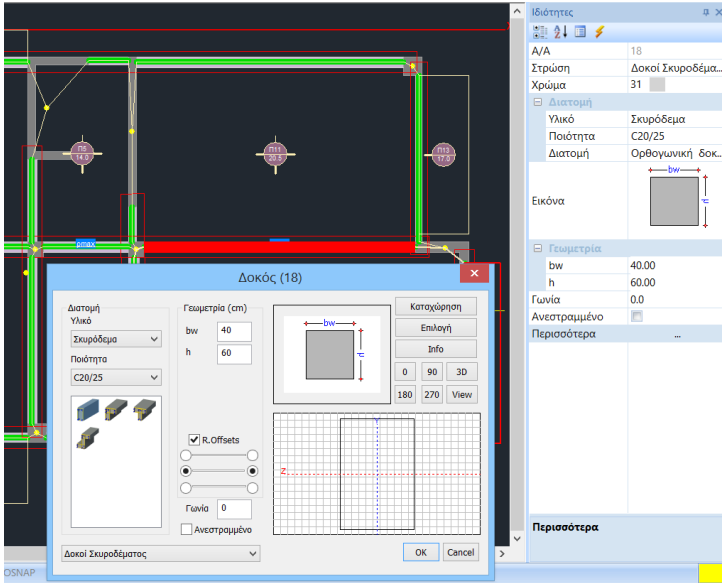 Ιδιότητες
A/A 18
Στρώση Δοκοί Σκυροδέμα...
Χρώμα 31
Διατομή
Υλικό Σκυρόδεμα
Ποιότητα C20/25
Διατομή Ορθογωνική δοκ...
Εικόνα
bw
h
Γεωμετρία
bw 40.00
h 60.00
Γωνία 0.0
Ανεστραμμένο
Περισσότερα ...
Περισσότερα
Π5
14.0
Π11
20.5
Π13
17.0
ρmax
Δοκός (18)
Διατομή
Υλικό
Σκυρόδεμα
Ποιότητα
C20/25
Γεωμετρία (cm)
bw 40
h 60
R.Offsets
Γωνία 0
Ανεστραμμένο
bw
h
Καταχώρηση
Επιλογή
Info
0 90 3D
180 270 View
Y
Z
Δοκοί Σκυροδέματος
OK Cancel
OSNAP